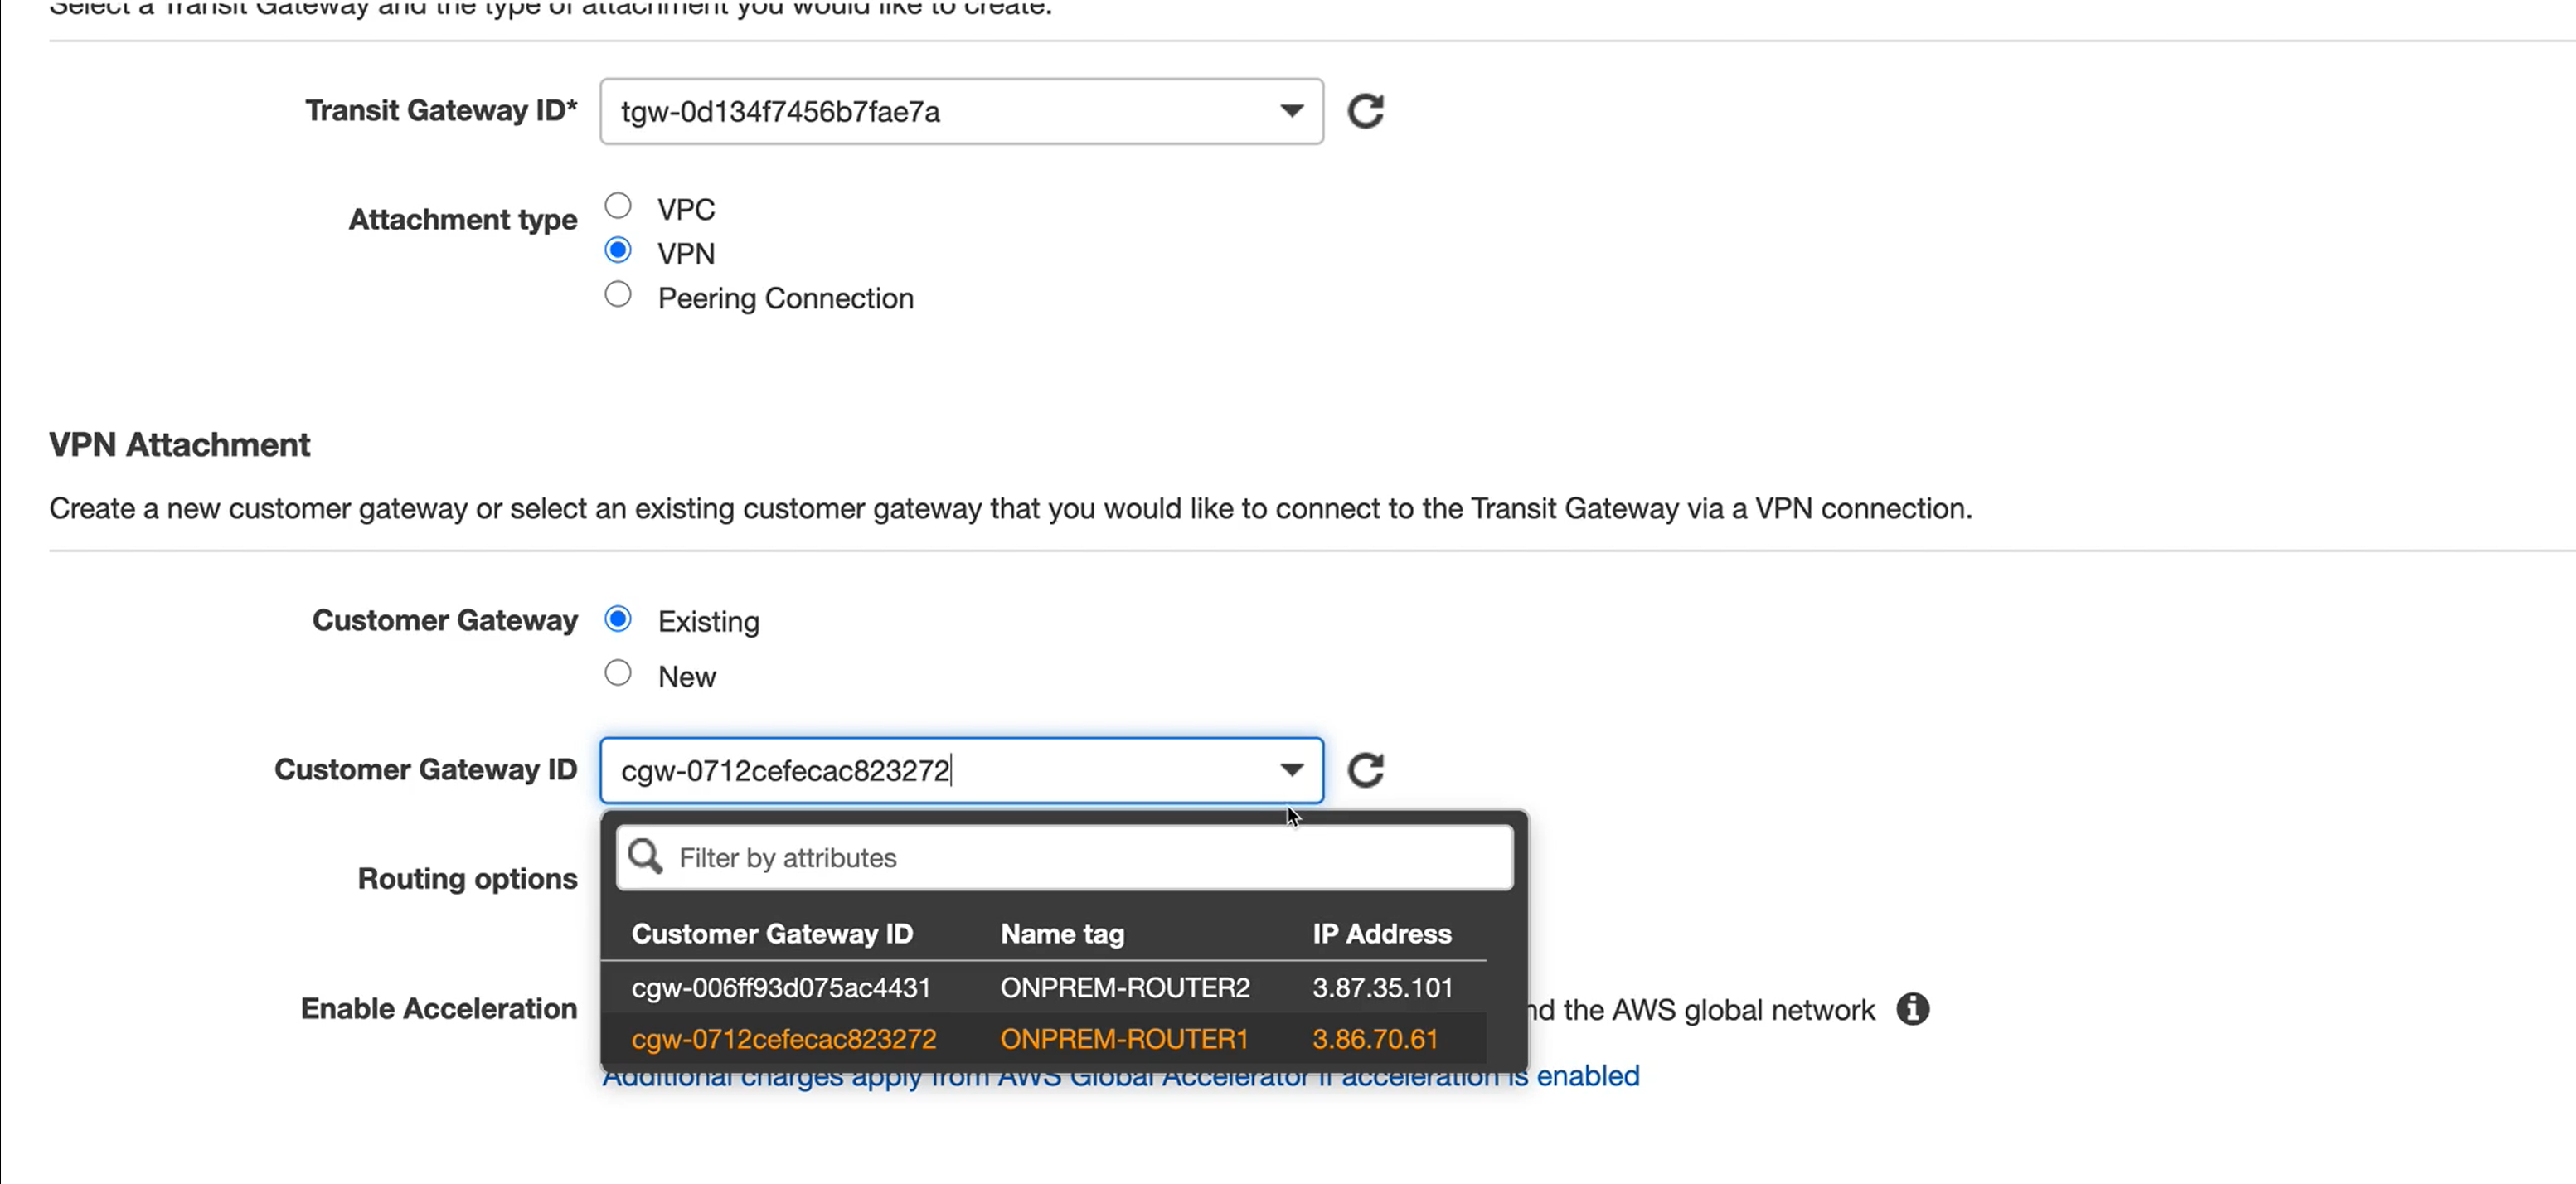 Select a Transit Gateway and the type of attachment you would like to create.
Transit Gateway ID* tgw-0d134f7456b7fae7a
Attachment type VPC
VPN
Peering Connection
VPN Attachment
Create a new customer gateway or select an existing customer gateway that you would like to connect to the Transit Gateway via a VPN connection.
Customer Gateway Existing
New
Customer Gateway ID cgw-0712cefecac823272
Filter by attributes
Routing options
Customer Gateway ID Name tag IP Address
cgw-006ff93d075ac4431 ONPREM-ROUTER2 3.87.35.101
Enable Acceleration nd the AWS global network
cgw-0712cefecac823272 ONPREM-ROUTER1 3.86.70.61
Additional charges apply from AWS Global Accelerator if acceleration is enabled